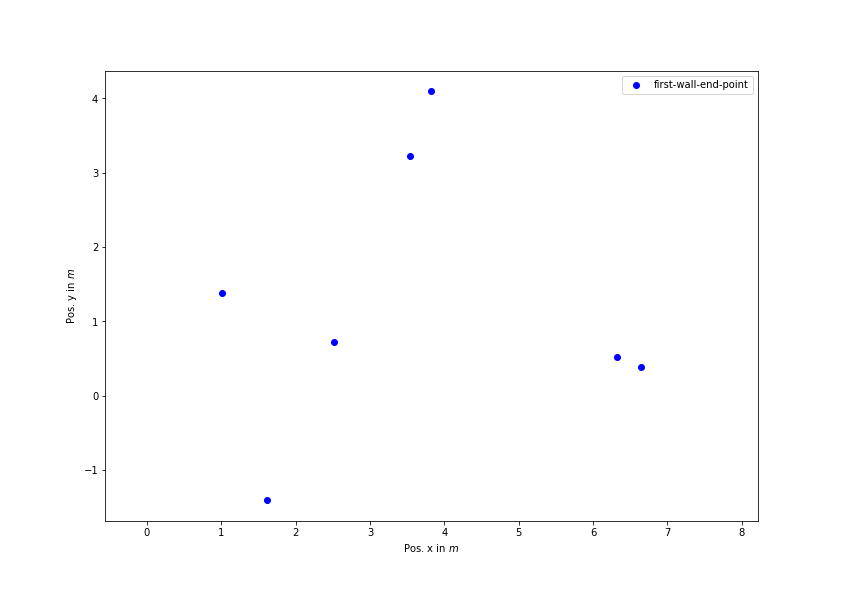 first-wall-end-point
4
3
2
1
0
−1
Pos. y in m
0 1 2 3 4 5 6 7 8
Pos. x in m